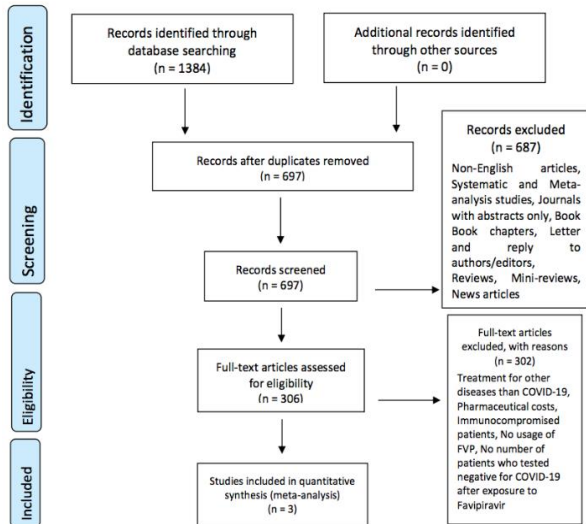 Identification
Records identified through
database searching
(n = 1384)
Additional records identified
through other sources
(n = 0)
Screening
Records after duplicates removed
(n = 697)
Records excluded
(n = 687)
Non-English articles,
Systematic and Meta-
analysis studies, Journals
with abstracts only, Book
Book chapters, Letter
and reply to
authors/editors,
Reviews, Mini-reviews,
News articles
Records screened
(n = 697)
Eligibility
Full-text articles assessed
for eligibility
(n = 306)
Full-text articles
excluded, with reasons
(n = 302)
Treatment for other
diseases than COVID-19,
Pharmaceutical costs,
Immunocompromised
patients, No usage of
FVP, No number of
patients who tested
negative for COVID-19
after exposure to
Favipiravir
Included
Studies included in quantitative
synthesis (meta-analysis)
(n = 3)